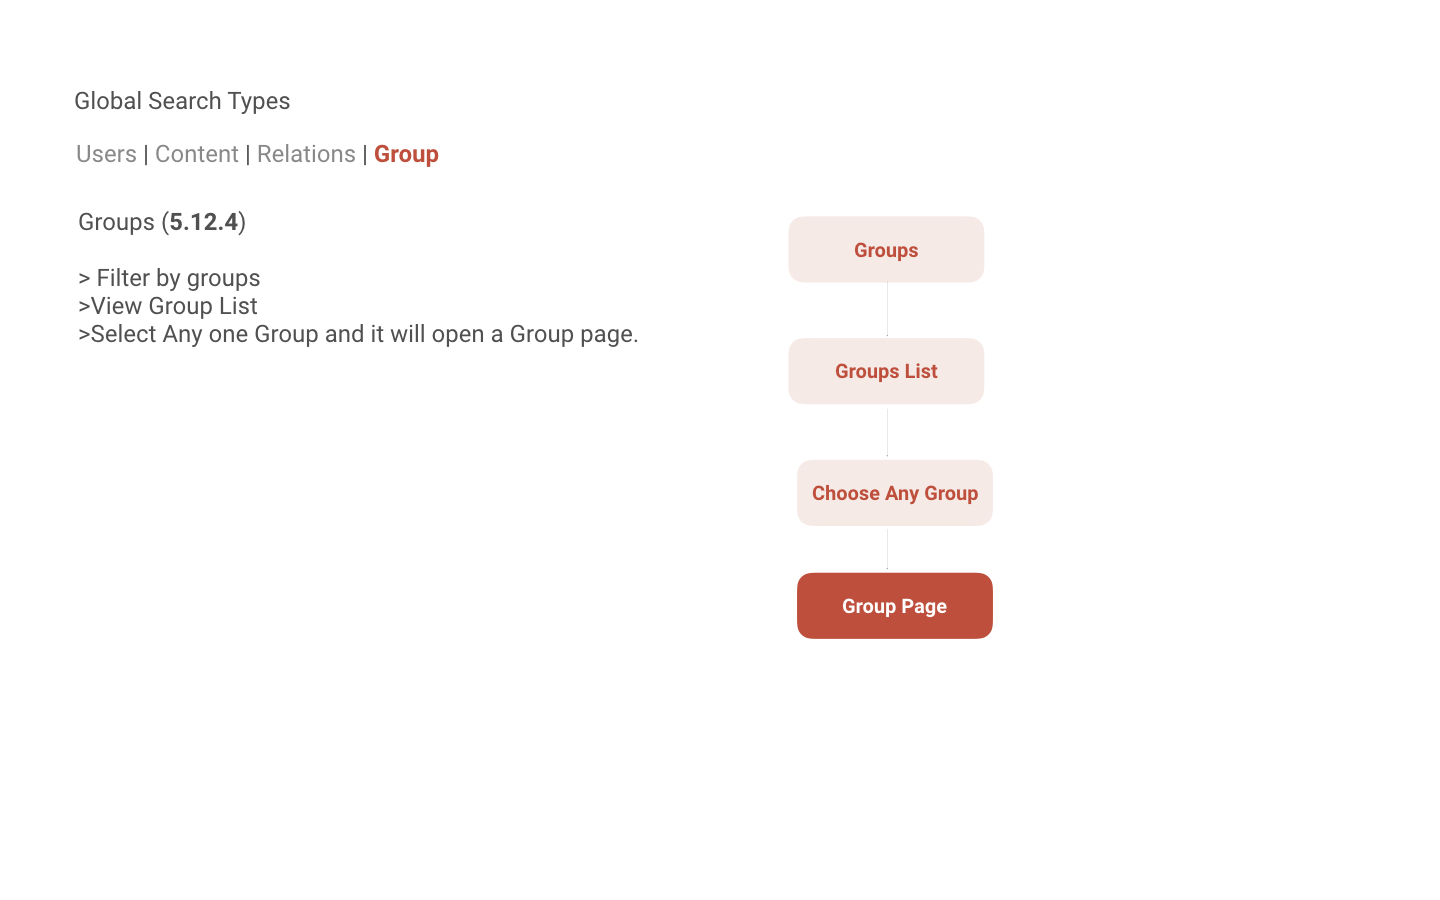 Global Search Types
Users | Content | Relations | Group
Groups (5.12.4)
> Filter by groups
>View Group List
>Select Any one Group and it will open a Group page.
Groups
Groups List
Choose Any Group
Group Page